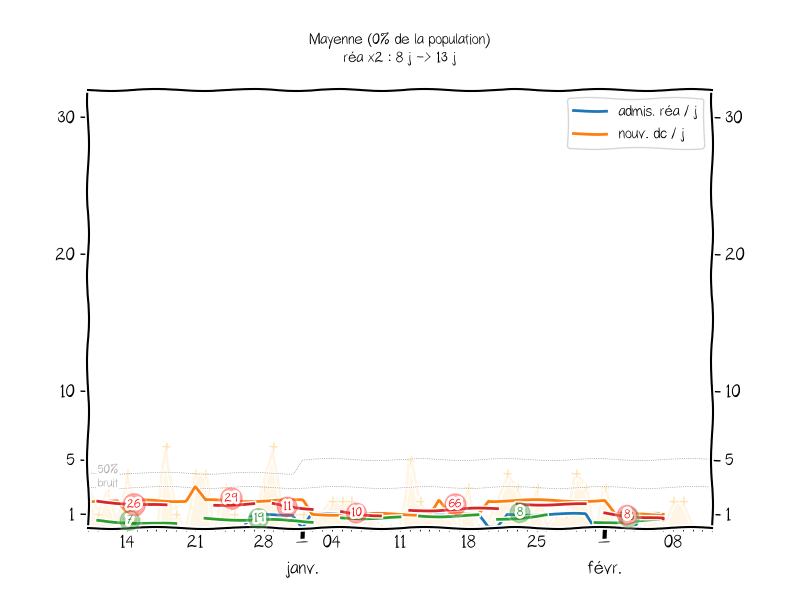 Mayenne (0% de la population)
réa x2 : 8 j -> 13 j
admis. réa / j
nouv. dc / j
30 30
20 20
10 10
5 5
1 1
50%
bruit
26 29 11 10 66 8 8
7 19
14 21 28 04 11 18 25 08
janv. févr.